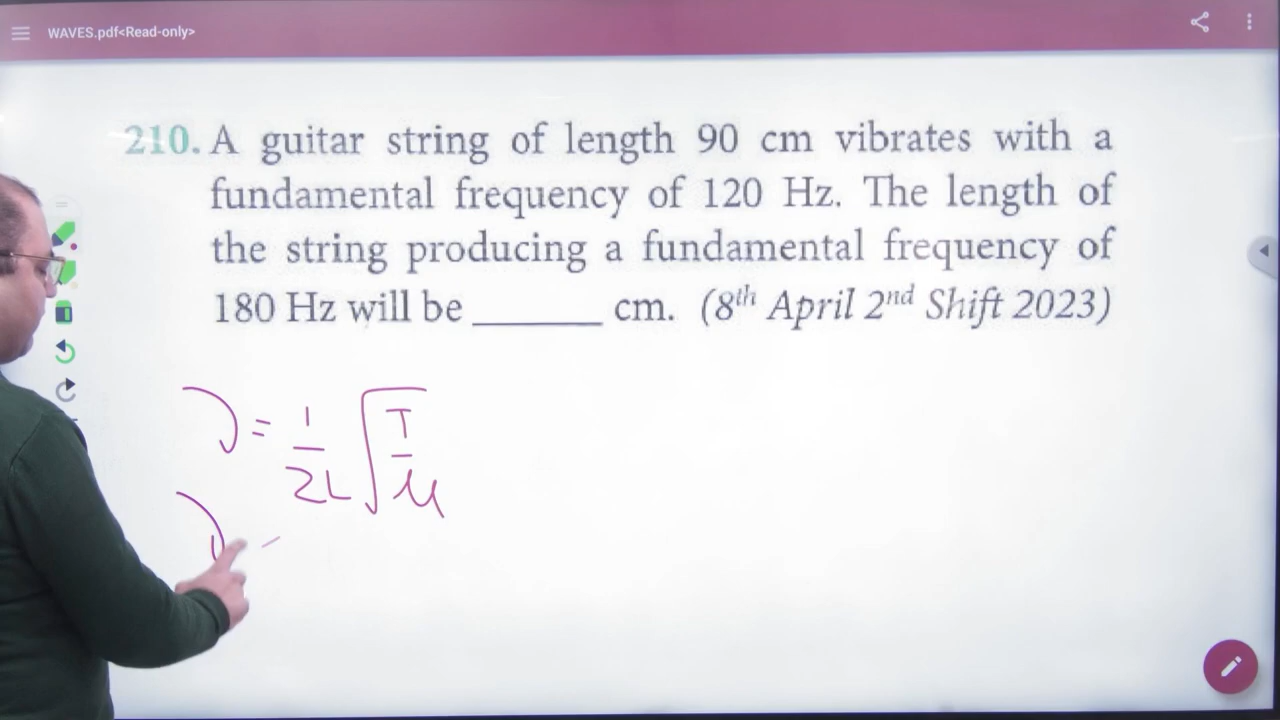 WAVES.pdf<Read-only>
210. A guitar string of length 90 cm vibrates with a
fundamental frequency of 120 Hz. The length of
the string producing a fundamental frequency of
180 Hz will be ______ cm. (8th April 2nd Shift 2023)
ν = 1/2L √T/μ
ν